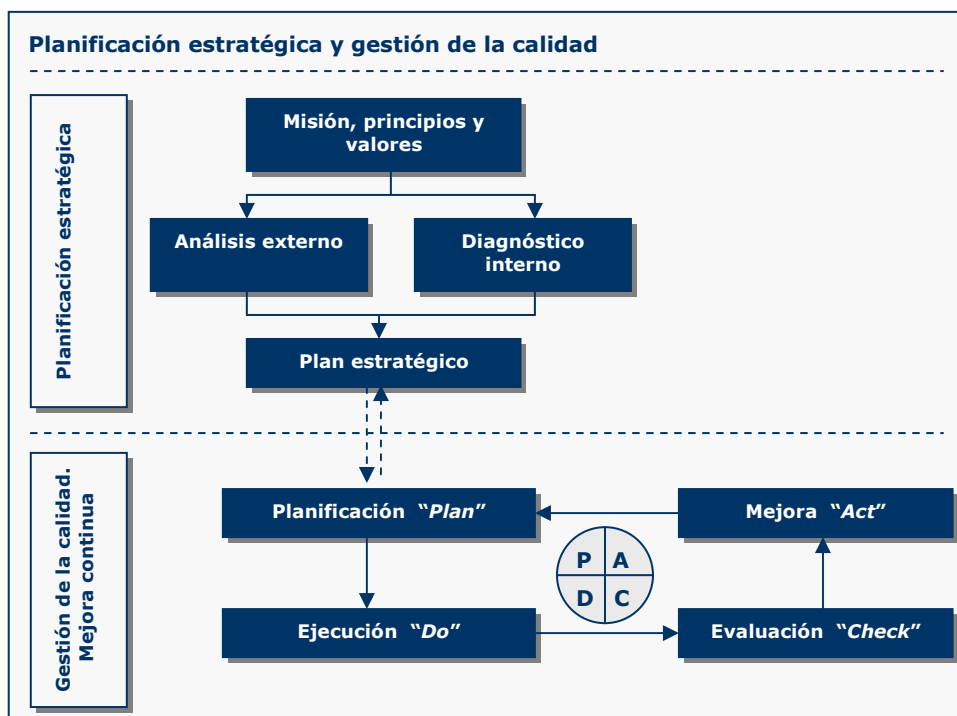 Planificación estratégica y gestión de la calidad
Planificación estratégica
Misión, principios y
valores
Análisis externo
Diagnóstico
interno
Plan estratégico
Gestión de la calidad.
Mejora continua
Planificación “Plan”
Mejora “Act”
P A
D C
Ejecución “Do”
Evaluación “Check”